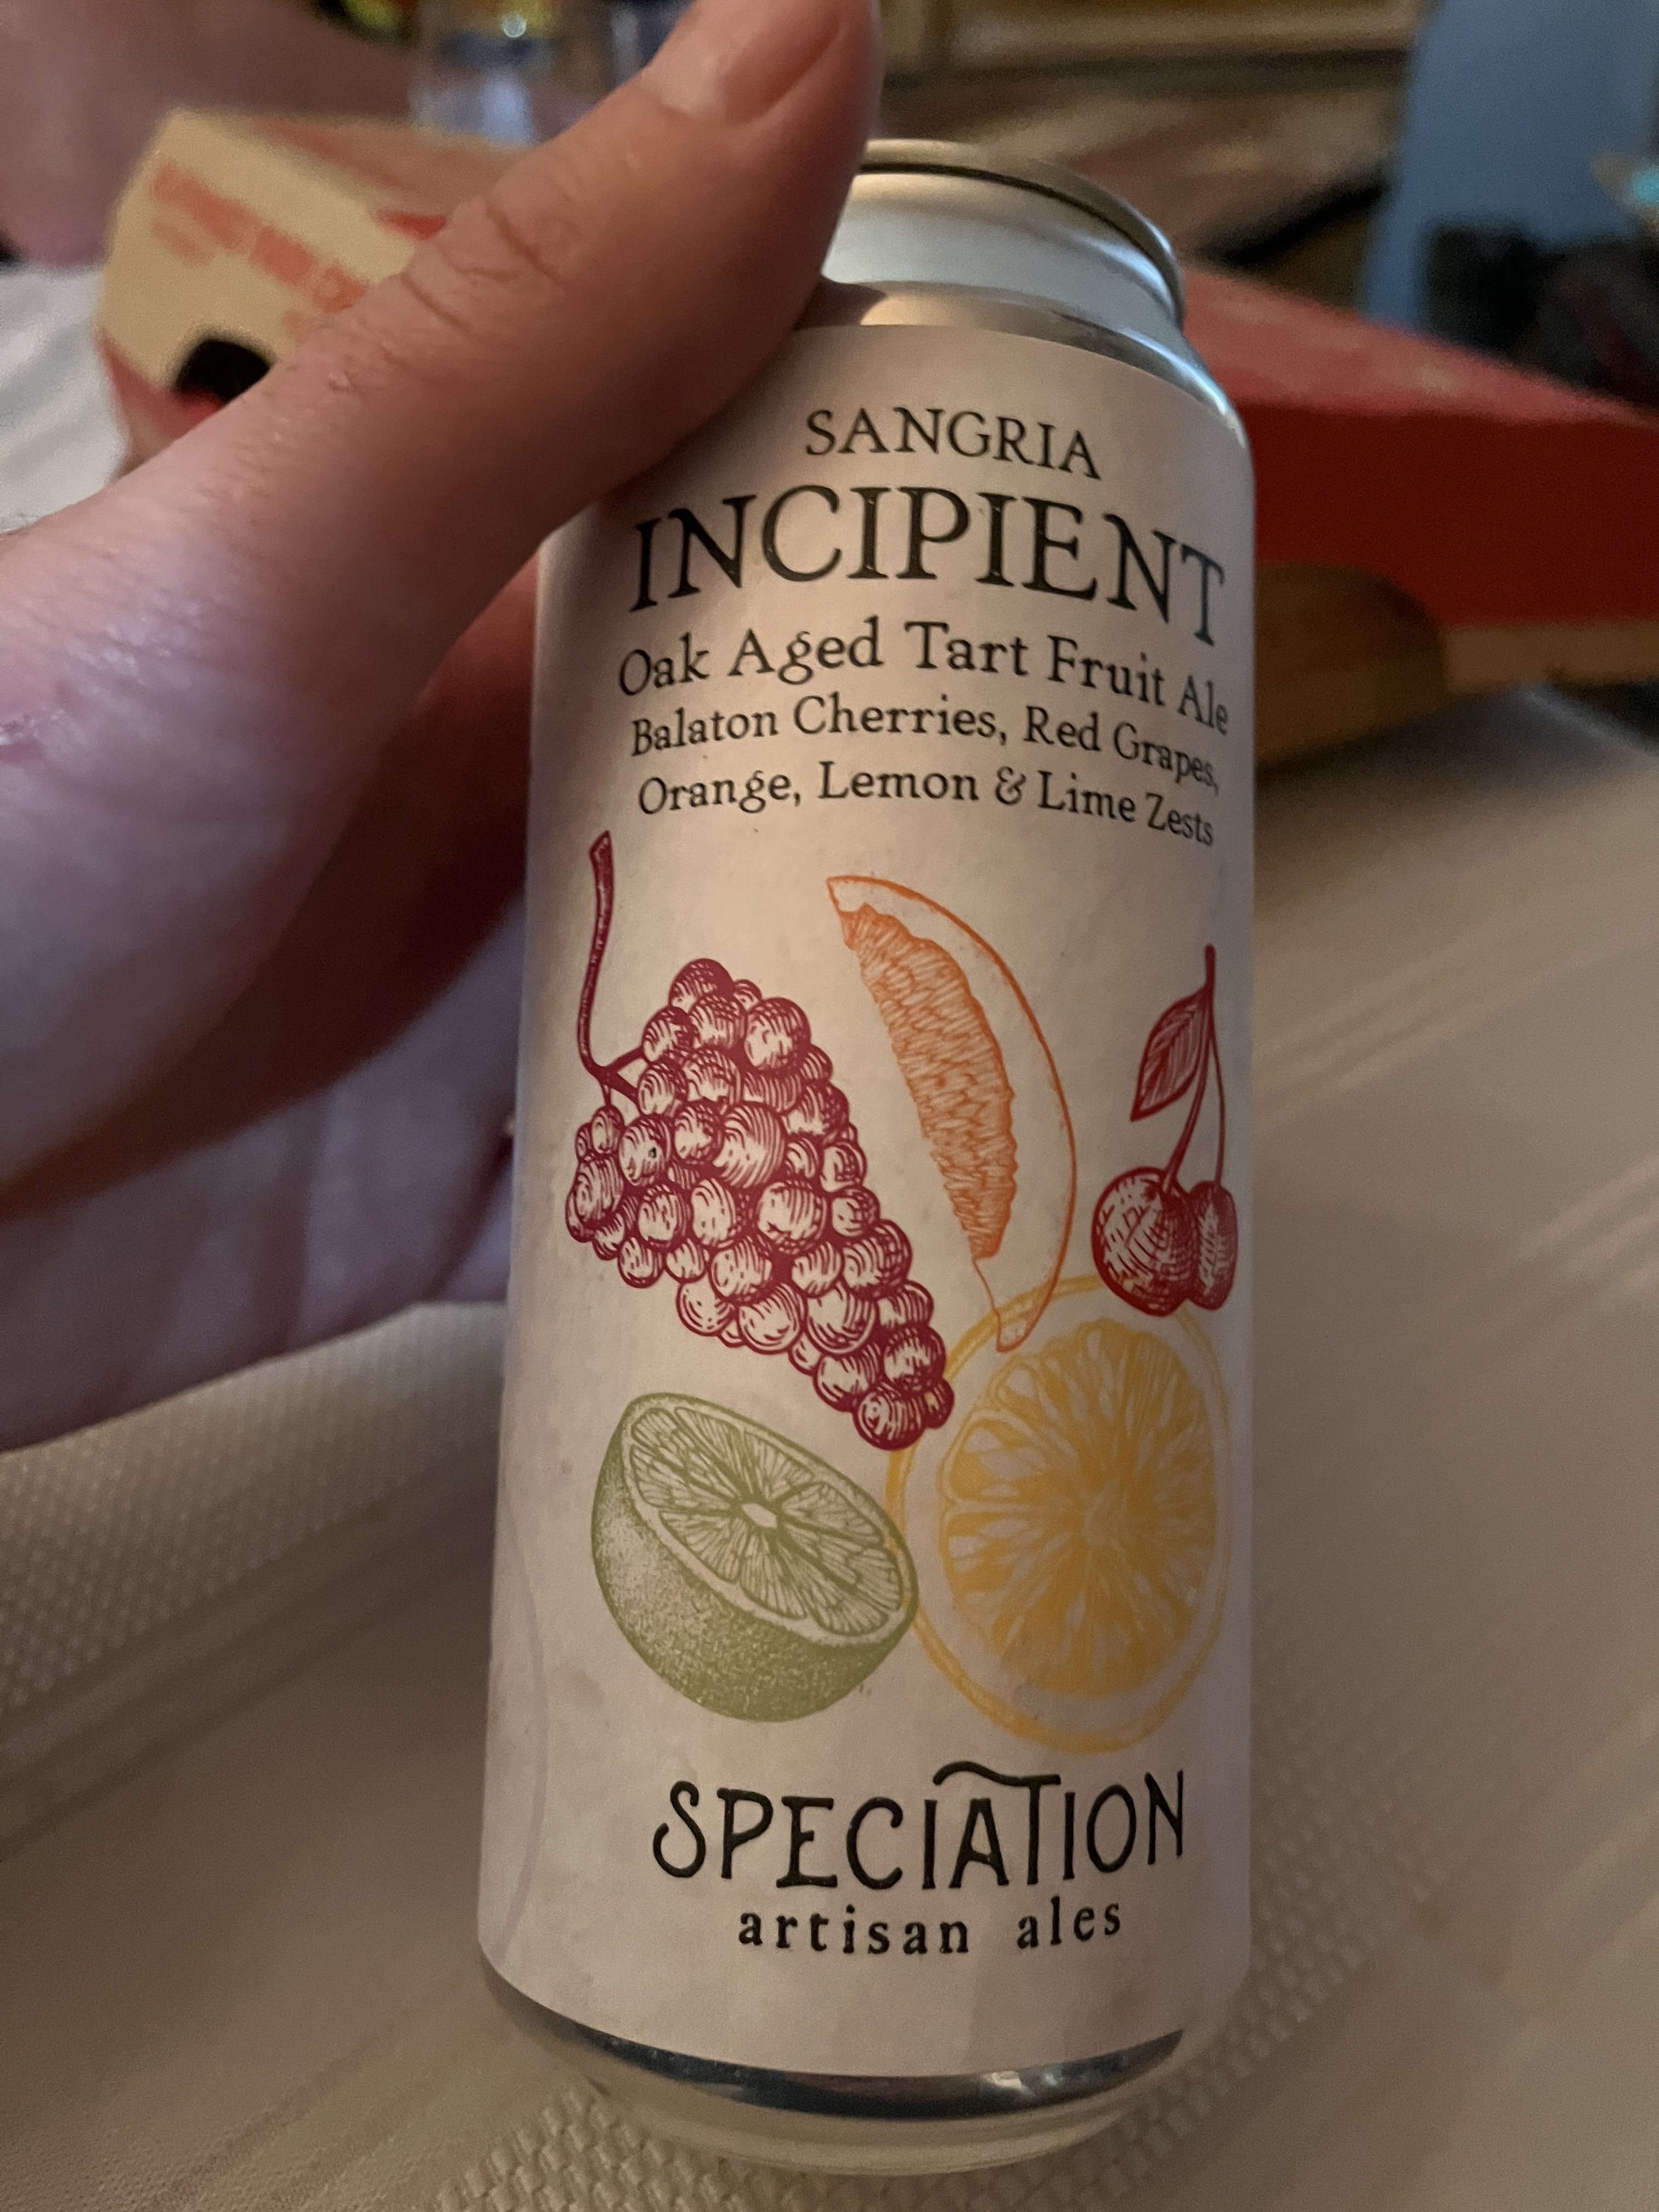 SANGRIA
INCIPIENT
Oak Aged Tart Fruit Ale
Balaton Cherries, Red Grapes,
Orange, Lemon & Lime Zests
SPECIATION
artisan ales